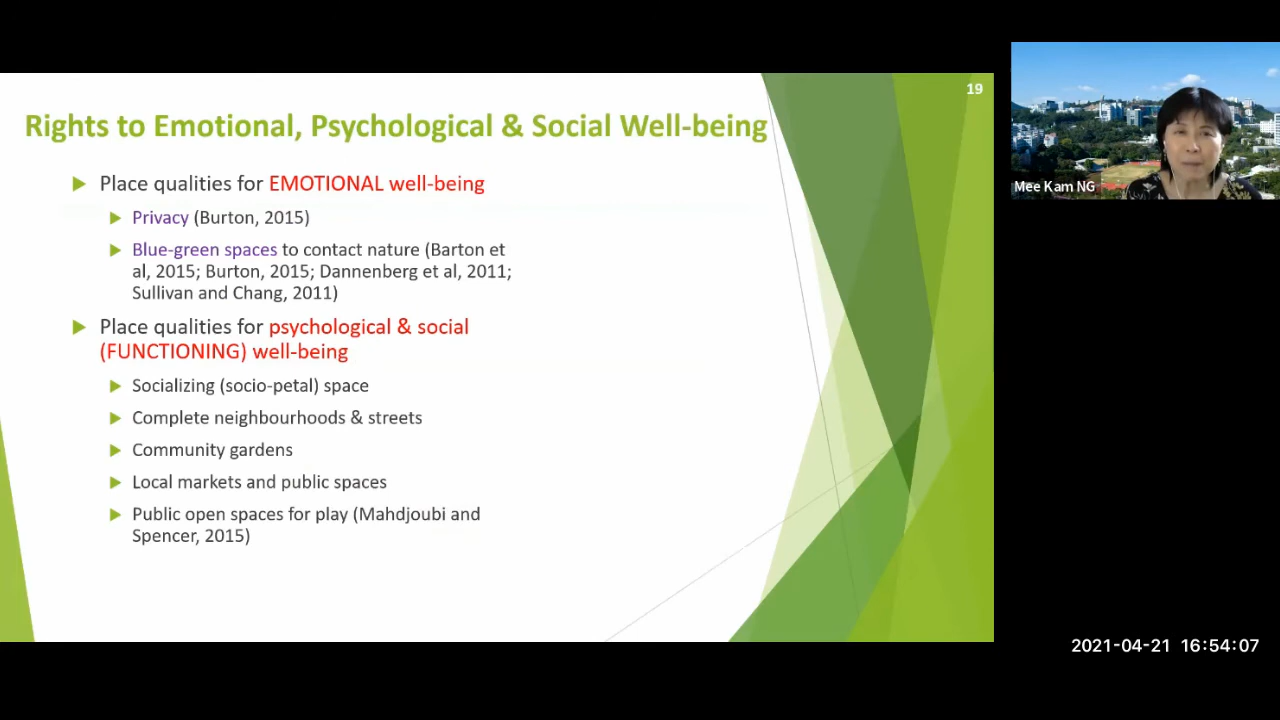 19
Rights to Emotional, Psychological & Social Well-being
Place qualities for EMOTIONAL well-being
Privacy (Burton, 2015)
Blue-green spaces to contact nature (Barton et
al, 2015; Burton, 2015; Dannenberg et al, 2011;
Sullivan and Chang, 2011)
Place qualities for psychological & social
(FUNCTIONING) well-being
Socializing (socio-petal) space
Complete neighbourhoods & streets
Community gardens
Local markets and public spaces
Public open spaces for play (Mahdjoubi and
Spencer, 2015)
Mee Kam NG
2021-04-21 16:54:07